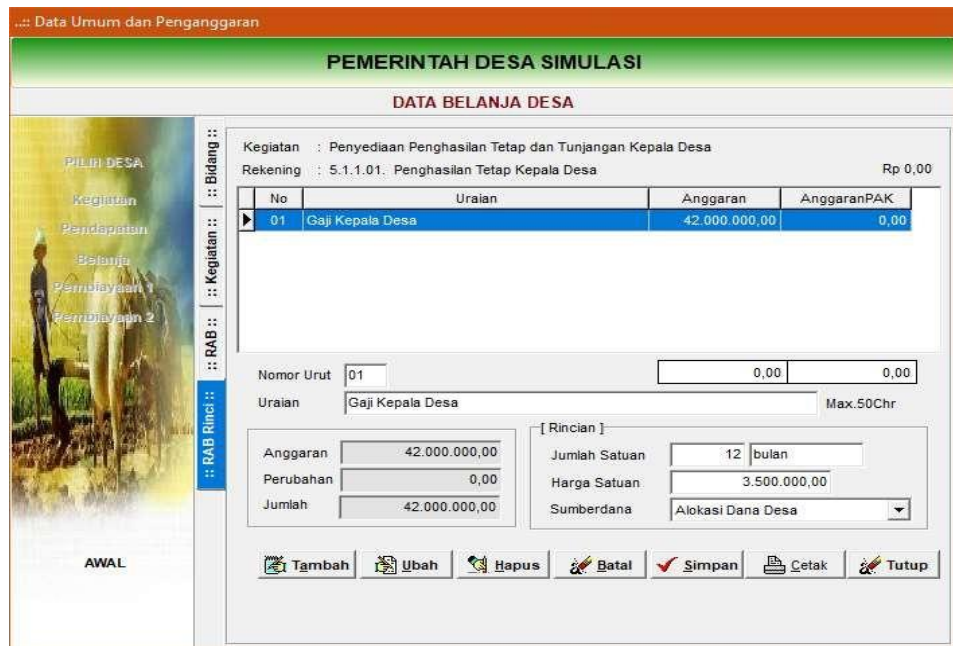 ..:: Data Umum dan Penganggaran
PEMERINTAH DESA SIMULASI
DATA BELANJA DESA
PILIH DESA
Kegiatan
Pendapatan
Belanja
Pembiayaan 1
Pembiayaan 2
AWAL
:: Bidang ::
:: Kegiatan ::
:: RAB ::
:: RAB Rinci ::
Kegiatan : Penyediaan Penghasilan Tetap dan Tunjangan Kepala Desa
Rekening : 5.1.1.01. Penghasilan Tetap Kepala Desa Rp 0,00
No Uraian Anggaran AnggaranPAK
01 Gaji Kepala Desa 42.000.000,00 0,00
Nomor Urut 01 0,00 0,00
Uraian Gaji Kepala Desa Max.50Chr
[ Rincian ]
Anggaran 42.000.000,00 Jumlah Satuan 12 bulan
Perubahan 0,00 Harga Satuan 3.500.000,00
Jumlah 42.000.000,00 Sumberdana Alokasi Dana Desa
Tambah Ubah Hapus Batal Simpan Cetak Tutup